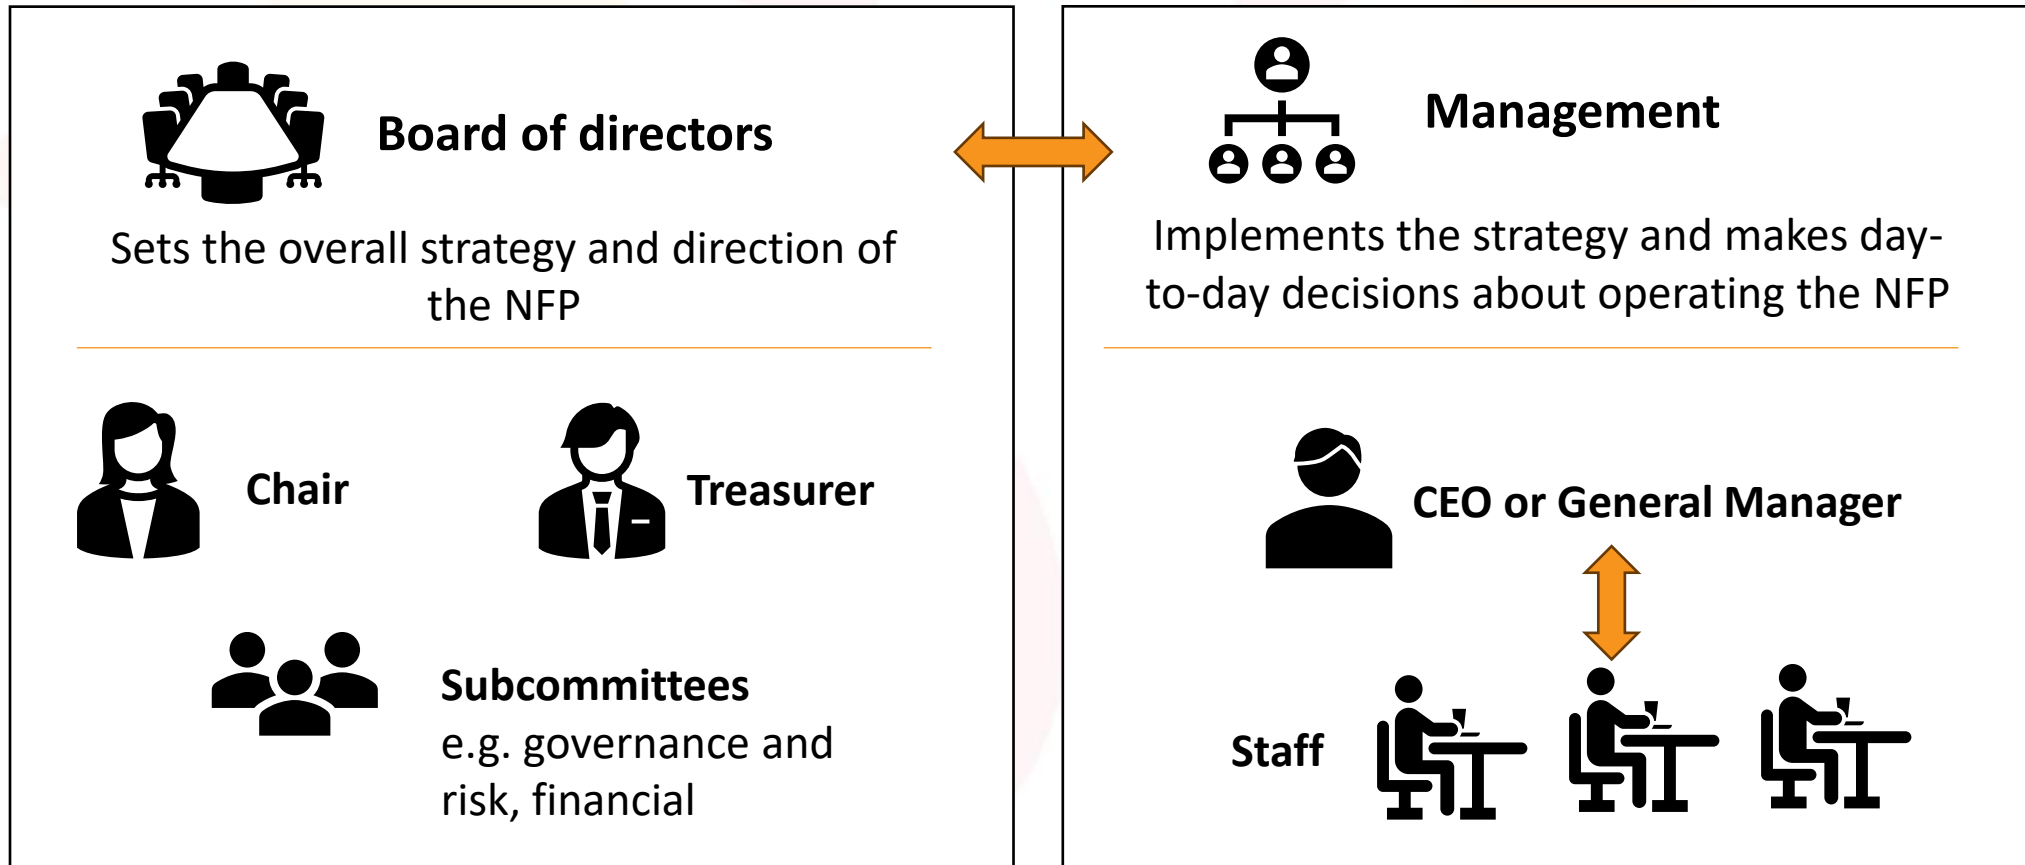 Board of directors
Sets the overall strategy and direction of
the NFP
Chair
Treasurer
Subcommittees
e.g. governance and
risk, financial
Management
Implements the strategy and makes day-
to-day decisions about operating the NFP
CEO or General Manager
Staff